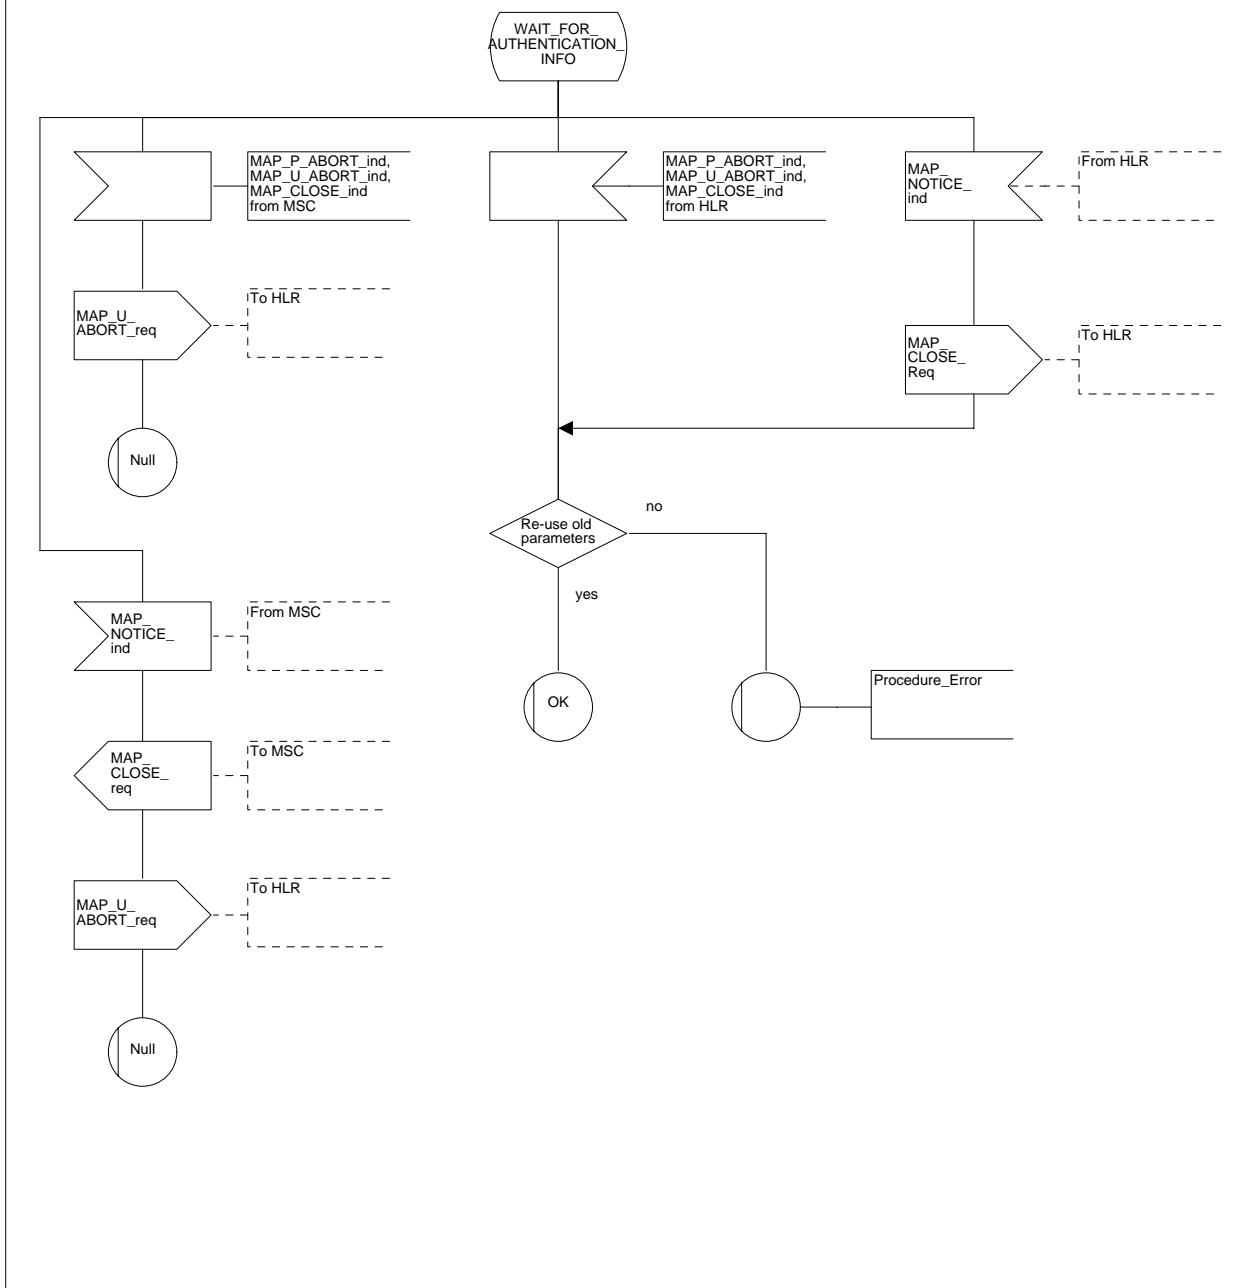 WAIT_FOR_
AUTHENTICATION_
INFO
MAP_P_ABORT_ind,
MAP_U_ABORT_ind,
MAP_CLOSE_ind
from MSC
MAP_P_ABORT_ind,
MAP_U_ABORT_ind,
MAP_CLOSE_ind
from HLR
MAP_
NOTICE_
ind
From HLR
MAP_U_
ABORT_req
To HLR
MAP_
CLOSE_
Req
To HLR
Null
Re-use old
parameters
no
yes
MAP_
NOTICE_
ind
From MSC
OK
Procedure_Error
MAP_
CLOSE_
req
To MSC
MAP_U_
ABORT_req
To HLR
Null